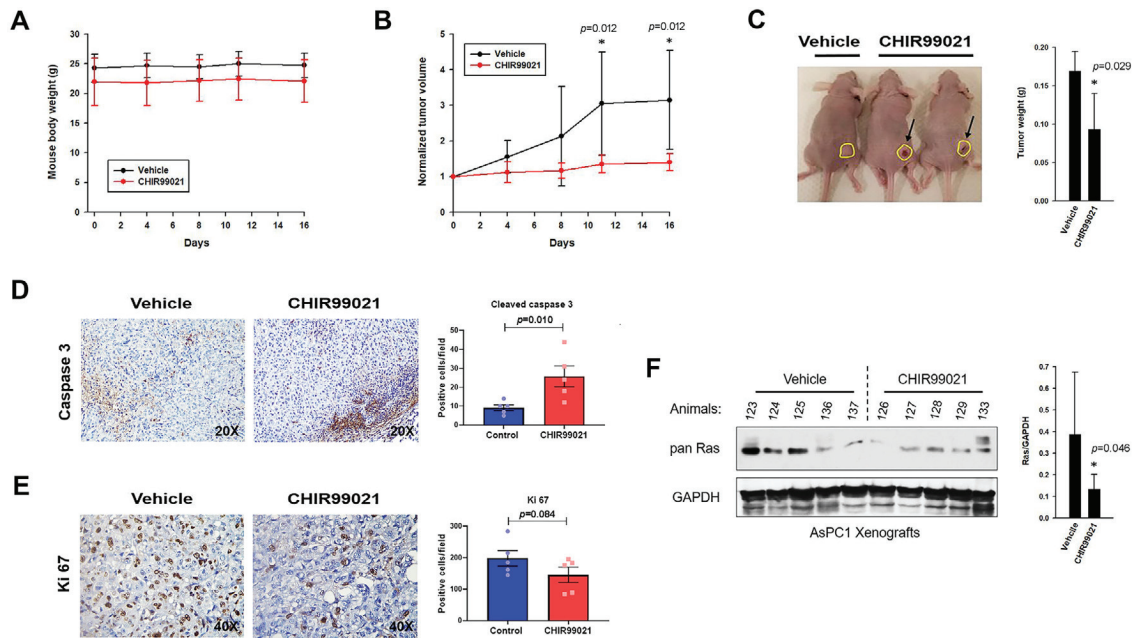 A
Mouse body weight (g)
30
25
20
15
10
5
0
Vehicle
CHIR99021
0 2 4 6 8 10 12 14 16
Days
B
Normalized tumor volume
5
4
3
2
1
0
Vehicle
CHIR99021
p=0.012
*
p=0.012
*
0 2 4 6 8 10 12 14 16
Days
C
Vehicle CHIR99021
Tumor weight (g)
0.20
0.15
0.10
0.05
0.00
p=0.029
*
Vehicle
CHIR99021
D
Vehicle CHIR99021
Caspase 3
20X
20X
Cleaved caspase 3
p=0.010
Positive cells/field
50
40
30
20
10
0
Control CHIR99021
E
Vehicle CHIR99021
Ki 67
40X
40X
Ki 67
p=0.084
Positive cells/field
300
200
100
0
Control CHIR99021
F
Vehicle CHIR99021
Animals: 123 124 125 136 137 126 127 128 129 133
pan Ras
GAPDH
AsPC1 Xenografts
Ras/GAPDH
0.7
0.6
0.5
0.4
0.3
0.2
0.1
0.0
p=0.046
*
Vehicle
CHIR99021